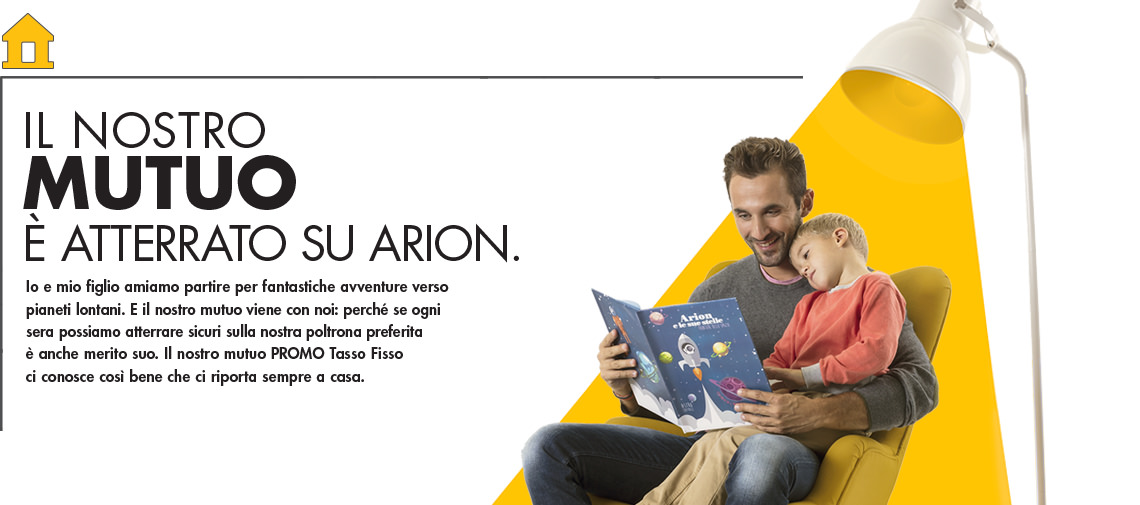 IL NOSTRO
MUTUO
È ATTERRATO SU ARION.
Io e mio figlio amiamo partire per fantastiche avventure verso
pianeti lontani. E il nostro mutuo viene con noi: perché se ogni
sera possiamo atterrare sicuri sulla nostra poltrona preferita
è anche merito suo. Il nostro mutuo PROMO Tasso Fisso
ci conosce così bene che ci riporta sempre a casa.
Arion
e le sue stelle